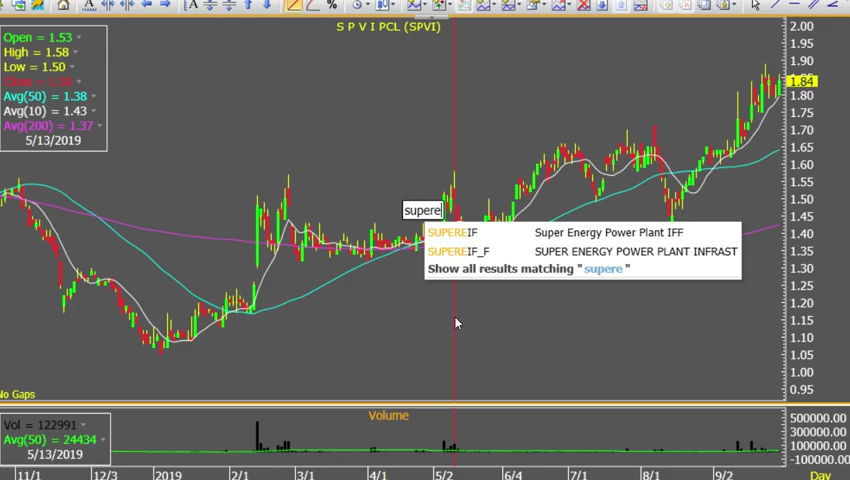 S P V I PCL (SPVI)
Open = 1.53
High = 1.58
Low = 1.50
Avg(50) = 1.38
Avg(10) = 1.43
Avg(200) = 1.37
5/13/2019
2.00
1.90
1.84
1.80
1.75
1.70
1.65
1.60
1.55
1.50
1.45
1.40
1.35
1.30
1.25
1.20
1.15
1.10
1.05
1.00
0.95
supere
SUPEREIF Super Energy Power Plant IFF
SUPEREIF_F SUPER ENERGY POWER PLANT INFRAST
Show all results matching "supere "
No Gaps
Volume
Vol = 122991
Avg(50) = 24434
5/13/2019
500000.00
300000.00
100000.00
-100000.00
11/1 12/3 2019 2/1 3/1 4/1 5/2 6/4 7/1 8/1 9/2 Day